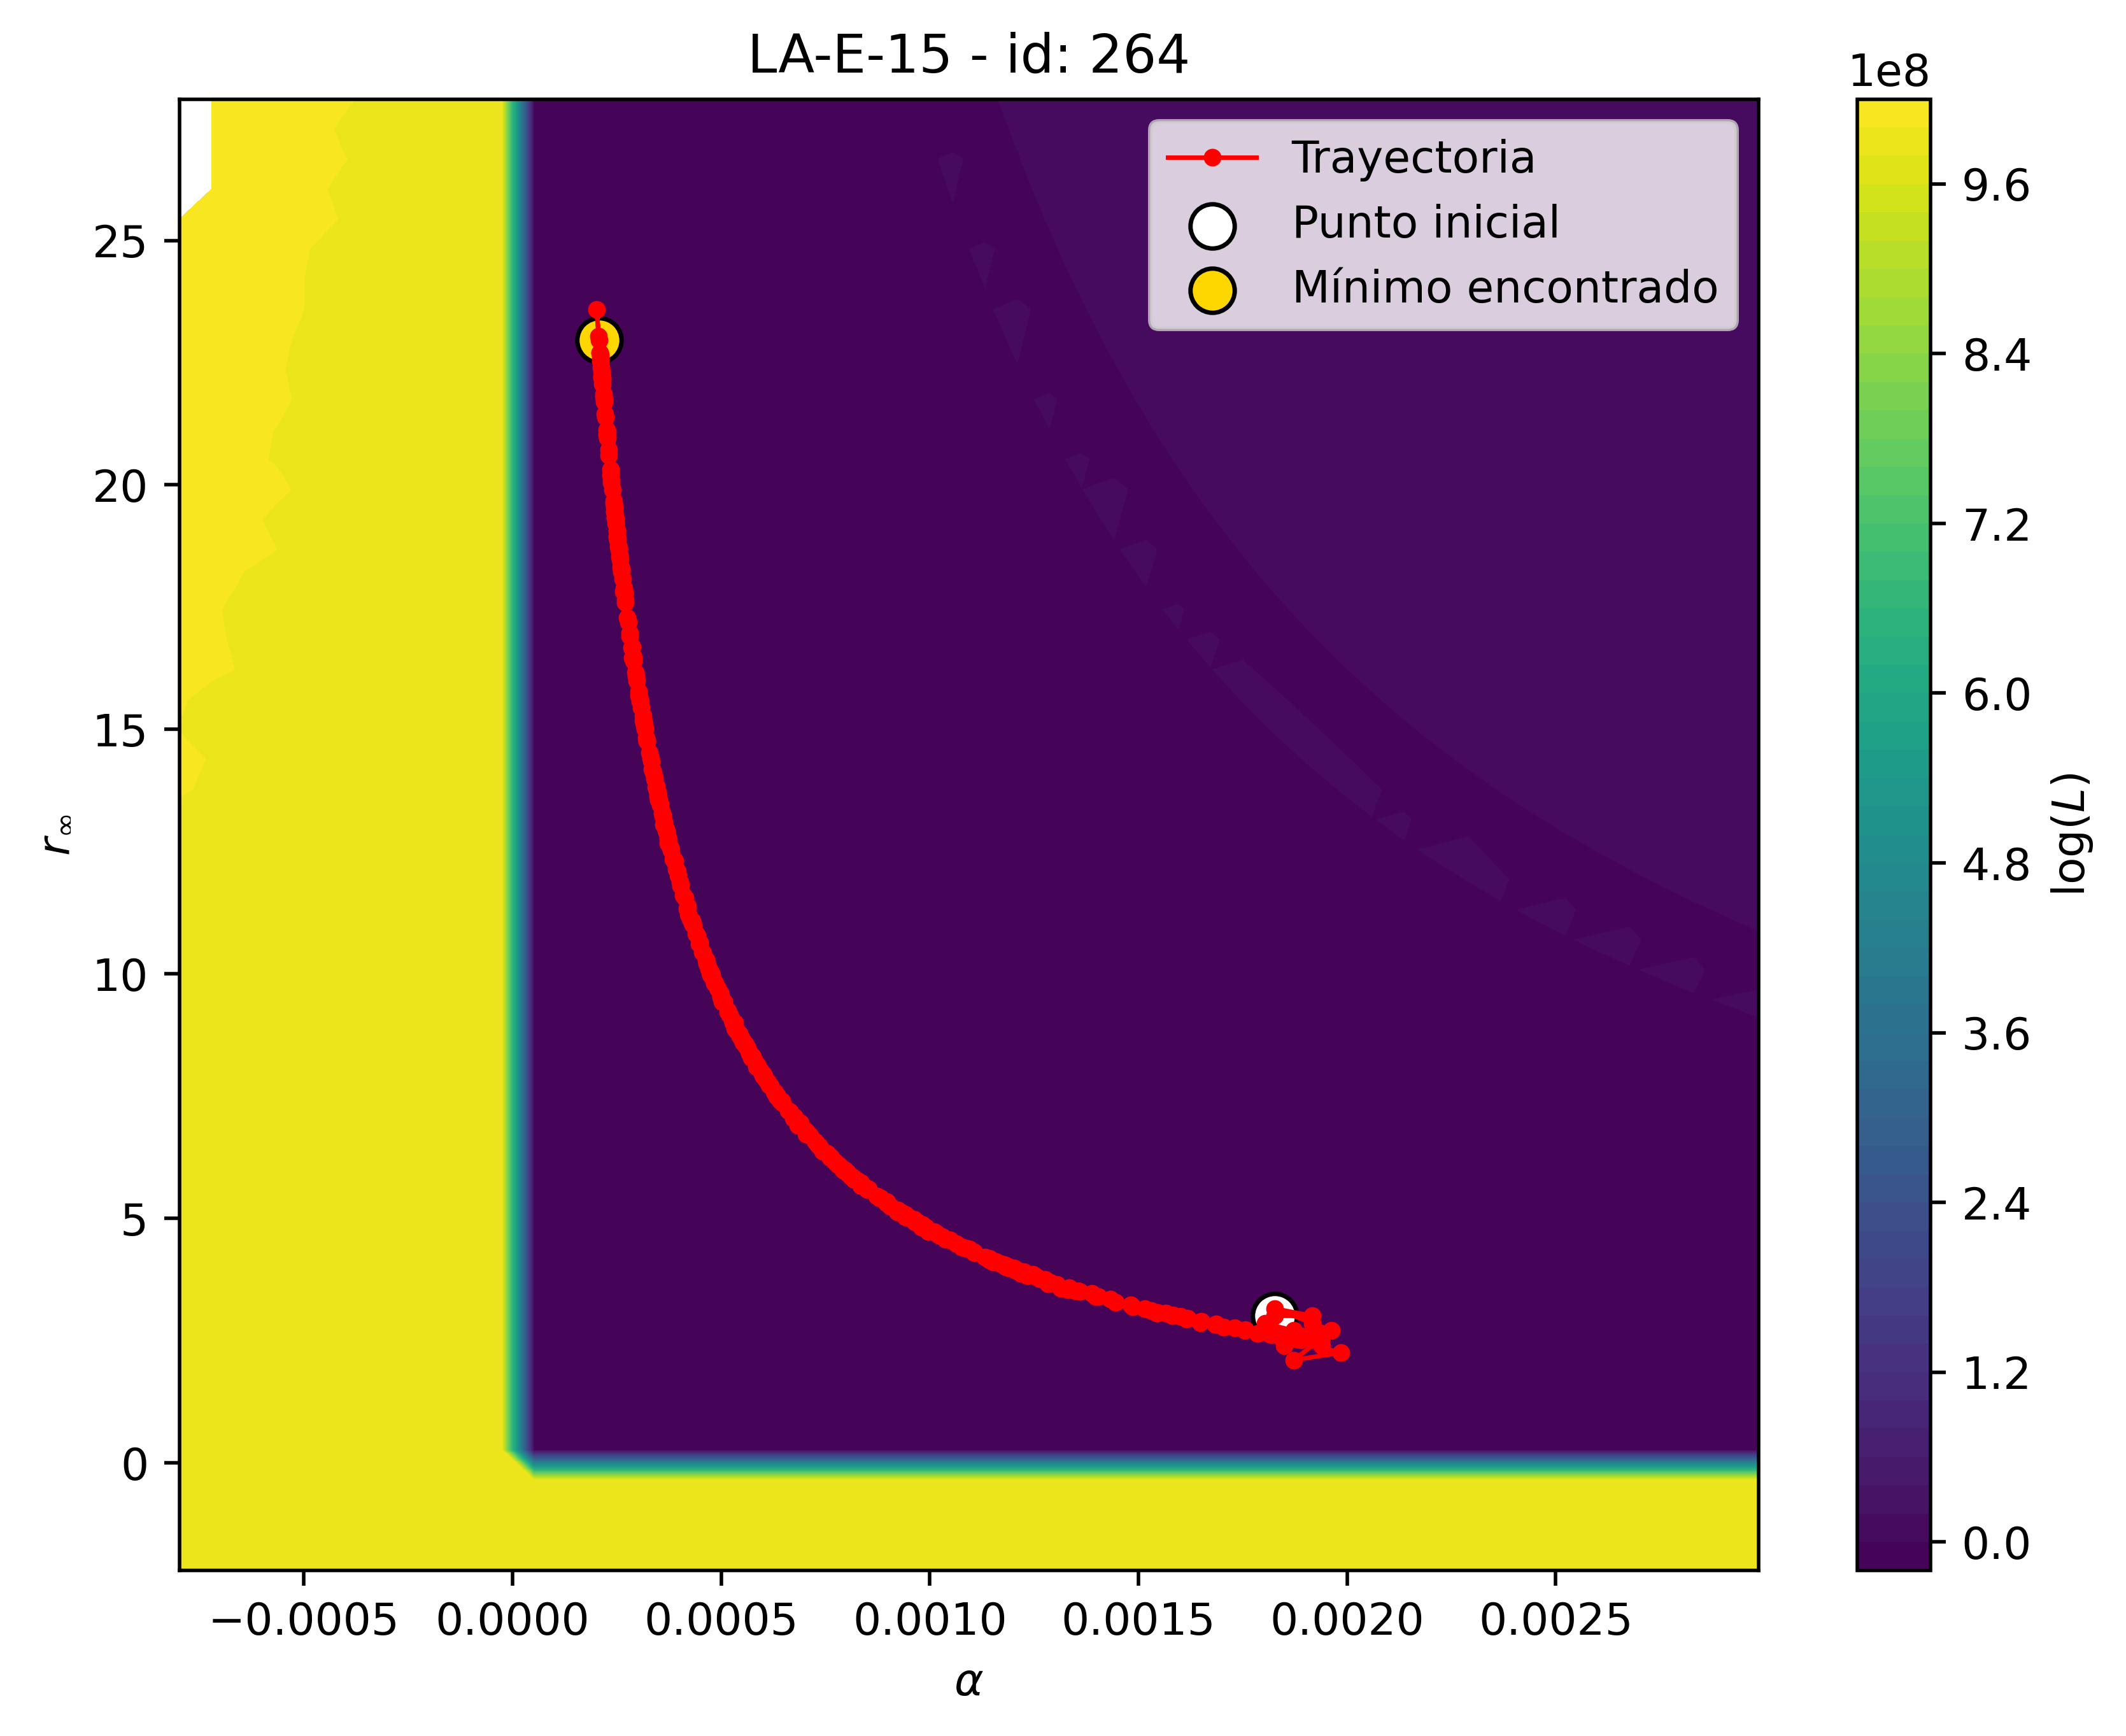 LA-E-15 - id: 264
1e8
Trayectoria
Punto inicial
Mínimo encontrado
25
20
15
10
5
0
r∞
−0.0005 0.0000 0.0005 0.0010 0.0015 0.0020 0.0025
α
9.6
8.4
7.2
6.0
4.8
3.6
2.4
1.2
0.0
log(L)